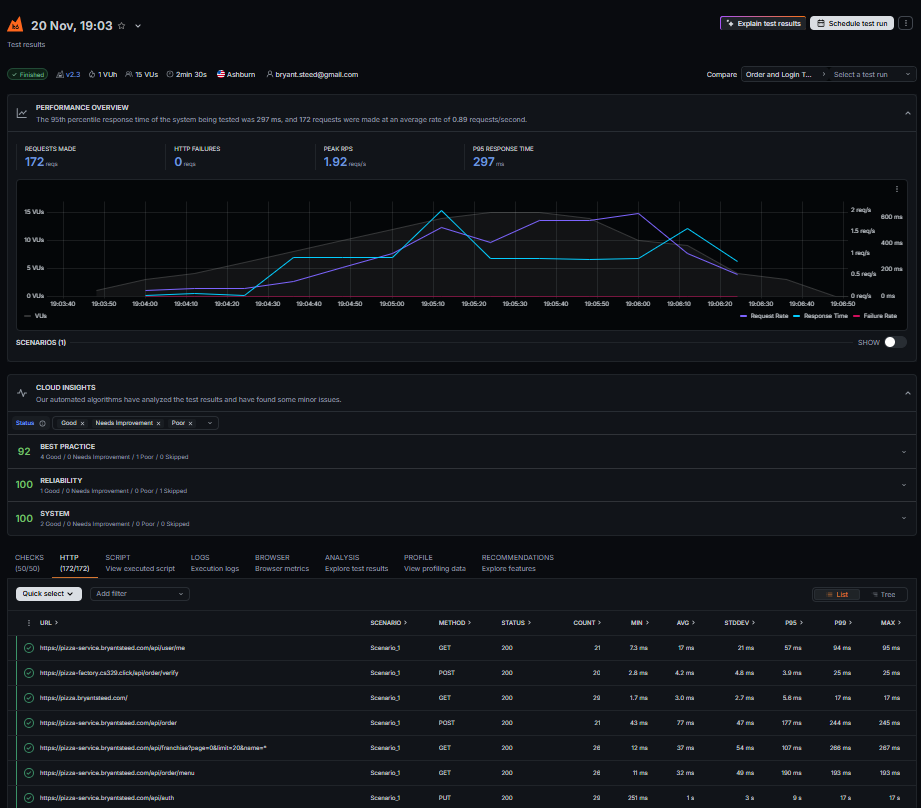 20 Nov, 19:03
Explain test results
Schedule test run
Test results
Finished v2.3 1 VUh 15 VUs 2min 30s Ashburn bryant.steed@gmail.com
Compare Order and Login T... Select a test run
PERFORMANCE OVERVIEW
The 95th percentile response time of the system being tested was 297 ms, and 172 requests were made at an average rate of 0.89 requests/second.
REQUESTS MADE HTTP FAILURES PEAK RPS P95 RESPONSE TIME
172 reqs 0 reqs 1.92 reqs/s 297 ms
15 VUs 2 req/s 600 ms
10 VUs 1.5 req/s 400 ms
5 VUs 1 req/s 200 ms
0 VUs 0.5 req/s 0 req/s 0 ms
19:03:40 19:03:50 19:04:00 19:04:10 19:04:20 19:04:30 19:04:40 19:04:50 19:05:00 19:05:10 19:05:20 19:05:30 19:05:40 19:05:50 19:06:00 19:06:10 19:06:20 19:06:30 19:06:40 19:06:50
VUs Request Rate Response Time Failure Rate
SCENARIOS (1) SHOW
CLOUD INSIGHTS
Our automated algorithms have analyzed the test results and have found some minor issues.
Status Good x Needs Improvement x Poor x
92 BEST PRACTICE
4 Good / 0 Needs Improvement / 1 Poor / 0 Skipped
100 RELIABILITY
1 Good / 0 Needs Improvement / 0 Poor / 1 Skipped
100 SYSTEM
2 Good / 0 Needs Improvement / 0 Poor / 0 Skipped
CHECKS HTTP SCRIPT LOGS BROWSER ANALYSIS PROFILE RECOMMENDATIONS
(50/50) (172/172) View executed script Execution logs Browser metrics Explore test results View profiling data Explore features
Quick select Add filter List Tree
URL SCENARIO METHOD STATUS COUNT MIN AVG STDDEV P95 P99 MAX
https://pizza-service.bryantsteed.com/api/user/me Scenario_1 GET 200 21 7.3 ms 17 ms 21 ms 57 ms 94 ms 95 ms
https://pizza-factory.cs329.click/api/order/verify Scenario_1 POST 200 20 2.8 ms 4.2 ms 4.8 ms 3.9 ms 25 ms 25 ms
https://pizza.bryantsteed.com/ Scenario_1 GET 200 29 1.7 ms 3.0 ms 2.7 ms 5.6 ms 17 ms 17 ms
https://pizza-service.bryantsteed.com/api/order Scenario_1 POST 200 21 43 ms 77 ms 47 ms 177 ms 244 ms 245 ms
https://pizza-service.bryantsteed.com/api/franchise?page=0&limit=20&name=* Scenario_1 GET 200 26 12 ms 37 ms 54 ms 107 ms 266 ms 267 ms
https://pizza-service.bryantsteed.com/api/order/menu Scenario_1 GET 200 26 11 ms 32 ms 49 ms 190 ms 193 ms 193 ms
https://pizza-service.bryantsteed.com/api/auth Scenario_1 PUT 200 29 251 ms 1 s 3 s 9 s 17 s 17 s